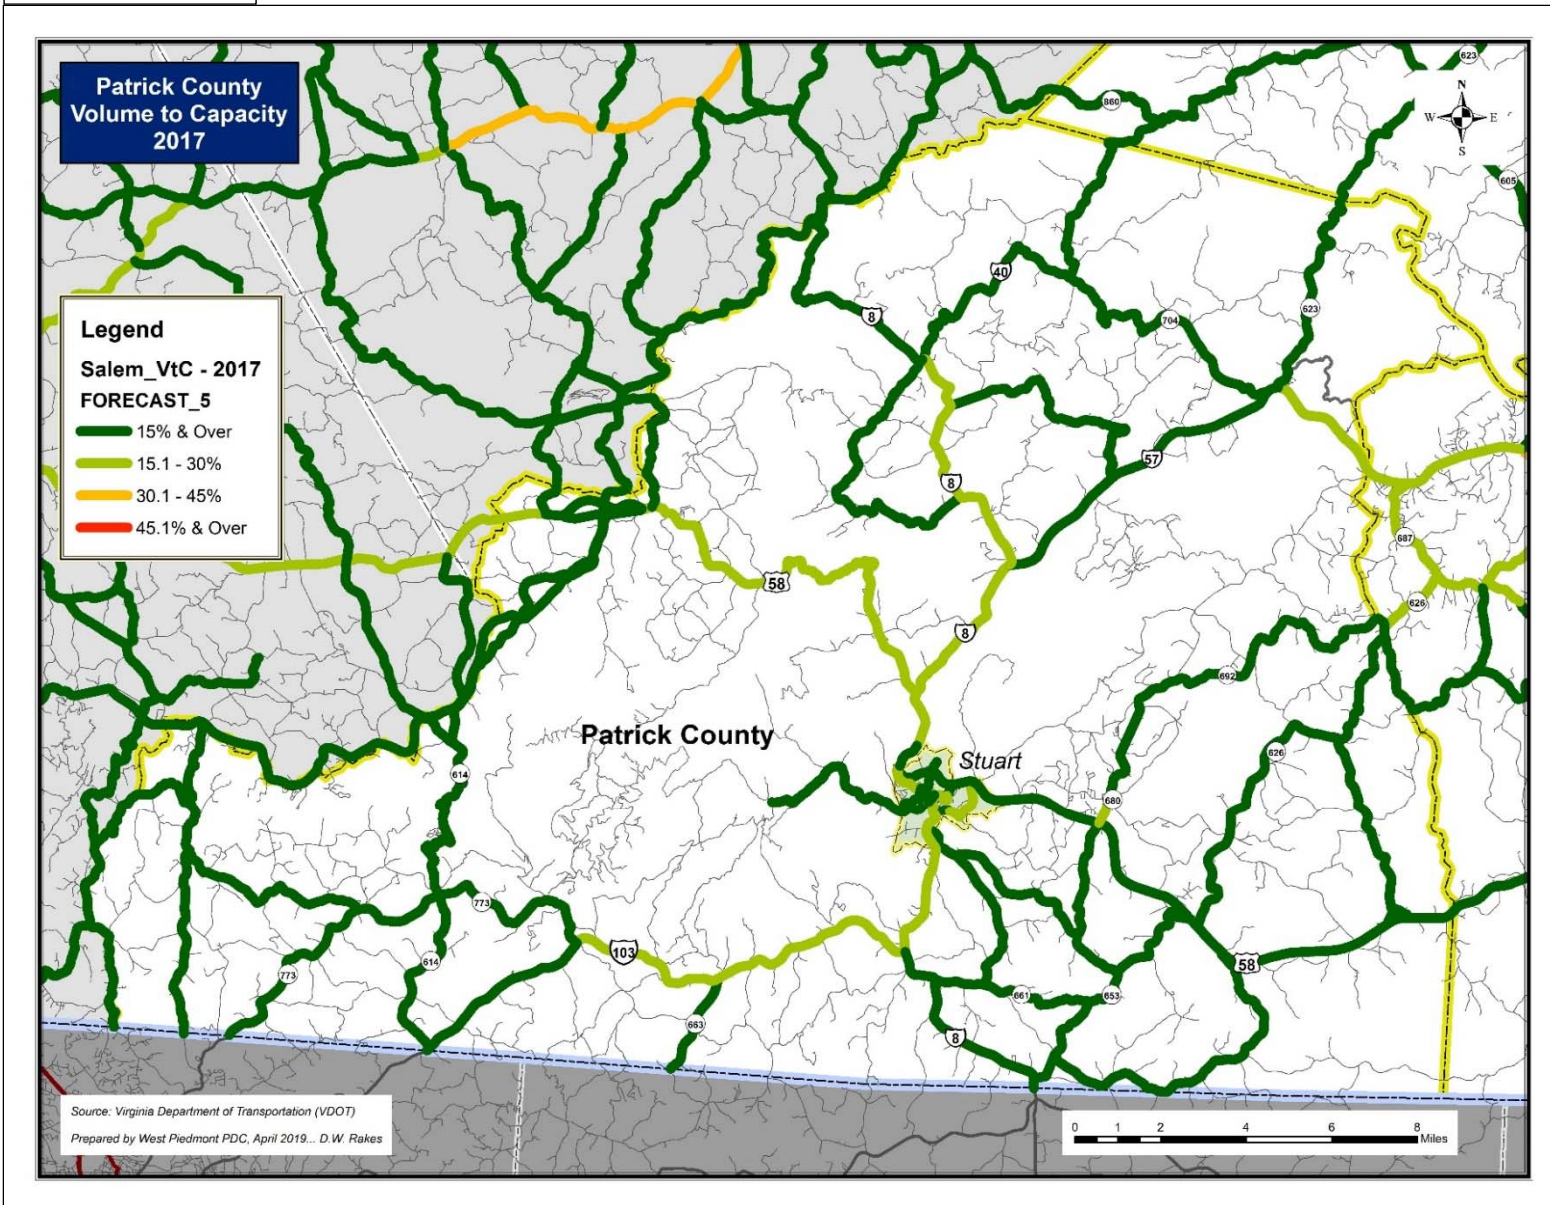 Patrick County
Volume to Capacity
2017
Legend
Salem_VtC - 2017
FORECAST_5
15% & Over
15.1 - 30%
30.1 - 45%
45.1% & Over
623
860
N
W E
S
605
40
8
704
623
57
8
687
58
626
8
692
Patrick County
Stuart
626
614
680
773
103
614
58
773
661
653
663
8
Source: Virginia Department of Transportation (VDOT)
Prepared by West Piedmont PDC, April 2019... D.W. Rakes
0 1 2 4 6 8
Miles